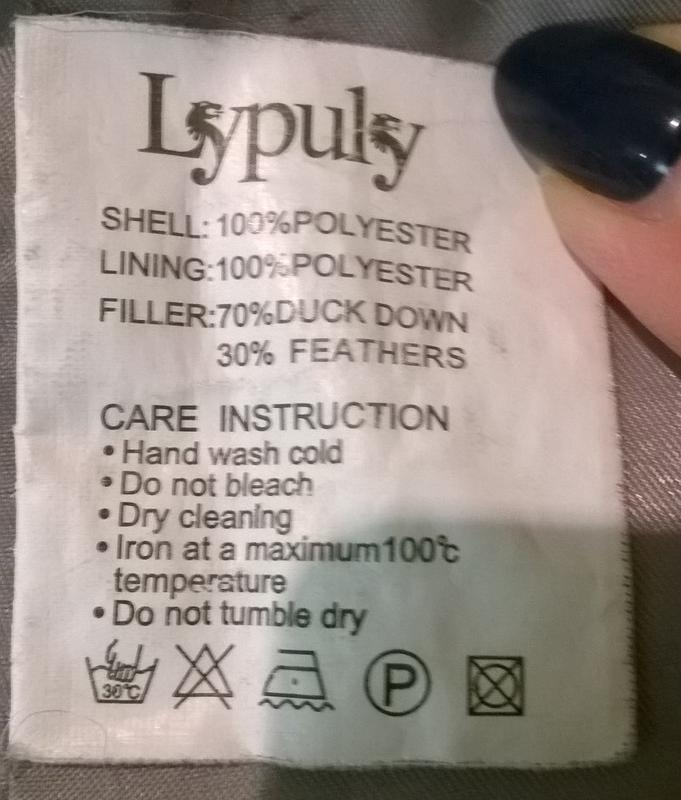 Lypuly
SHELL: 100%POLYESTER
LINING:100%POLYESTER
FILLER:70%DUCK DOWN
30% FEATHERS
CARE INSTRUCTION
• Hand wash cold
• Do not bleach
• Dry cleaning
• Iron at a maximum100℃
temperature
• Do not tumble dry
30℃ P